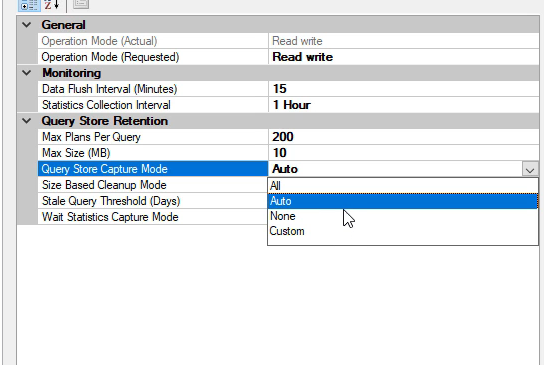 General
Operation Mode (Actual) Read write
Operation Mode (Requested) Read write
Monitoring
Data Flush Interval (Minutes) 15
Statistics Collection Interval 1 Hour
Query Store Retention
Max Plans Per Query 200
Max Size (MB) 10
Query Store Capture Mode Auto
Size Based Cleanup Mode All
Stale Query Threshold (Days) Auto
Wait Statistics Capture Mode None
Custom